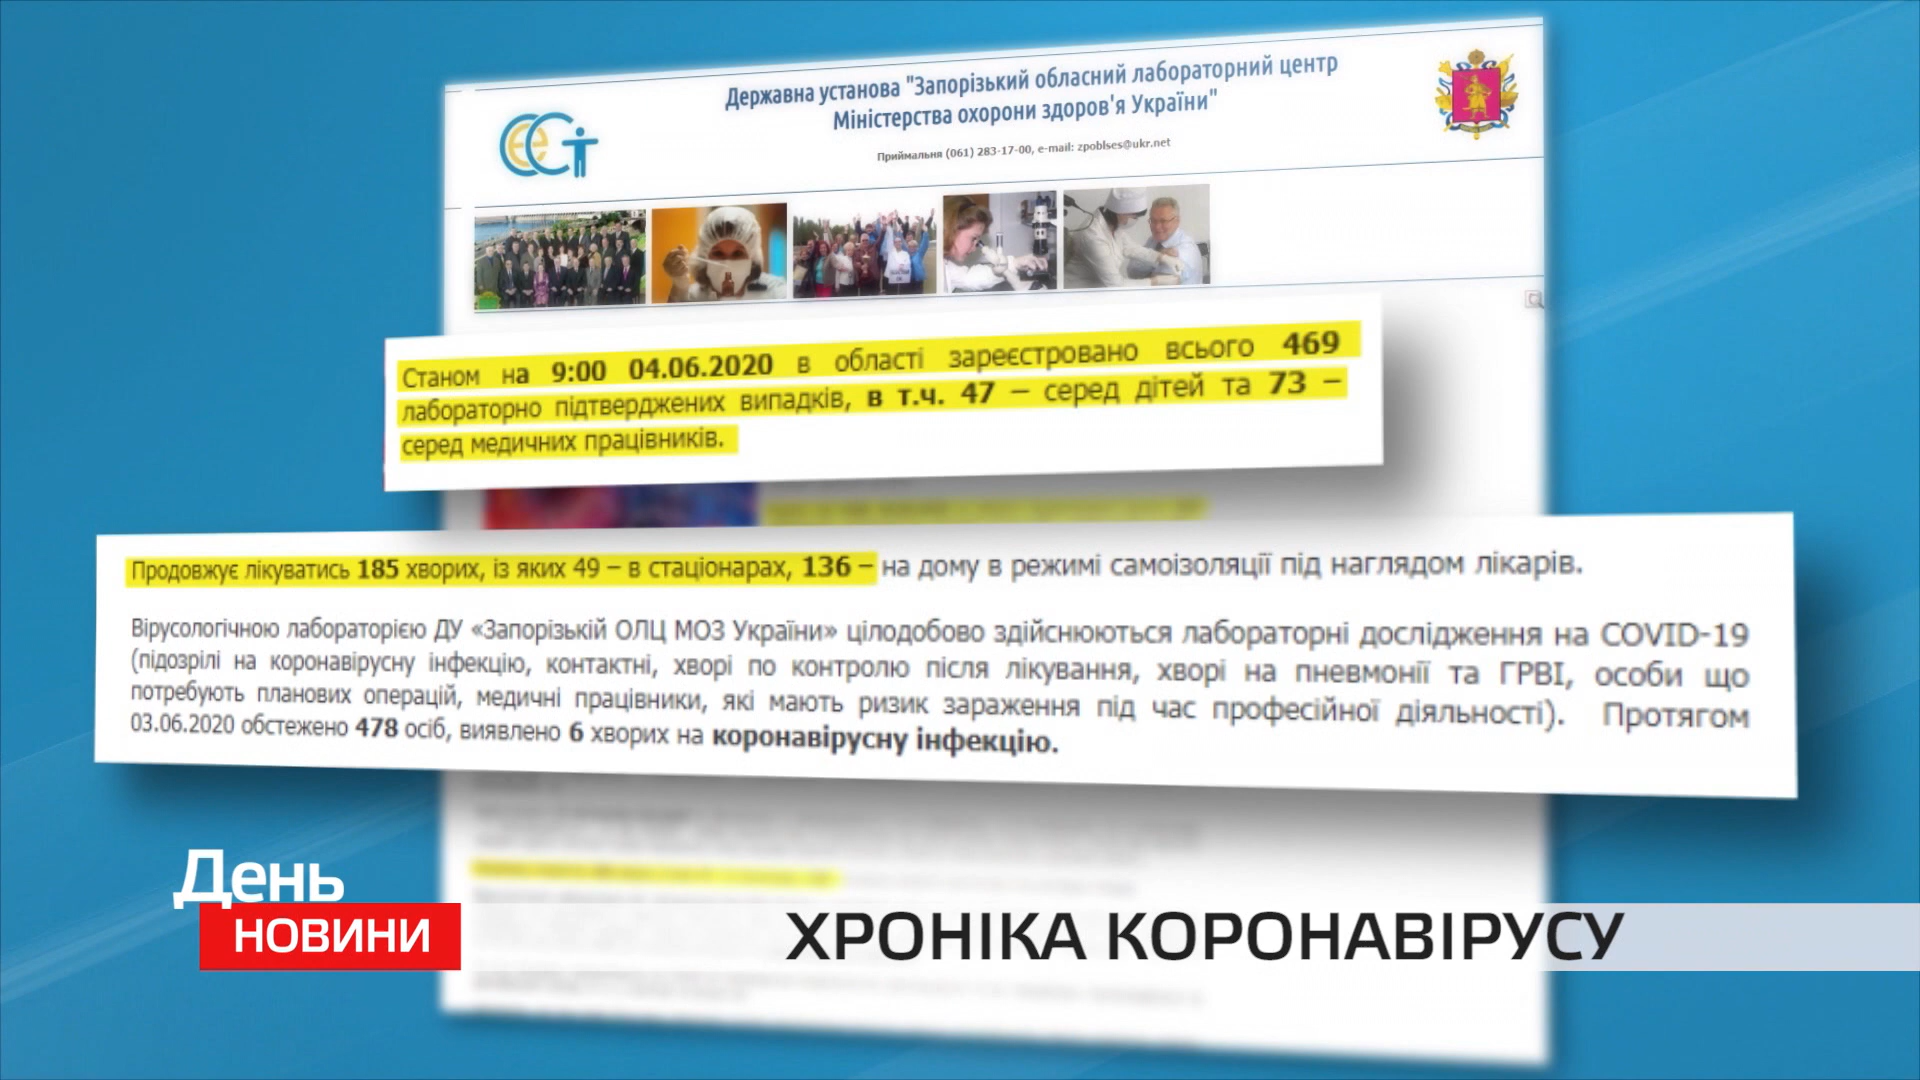 Державна установа "Запорізький обласний лабораторний центр
Міністерства охорони здоров'я України"
Приймальня (061) 283-17-00, e-mail: zpoblses@ukr.net
Станом на 9:00 04.06.2020 в області зареєстровано всього 469
лабораторно підтверджених випадків, в т.ч. 47 – серед дітей та 73 –
серед медичних працівників.
Продовжує лікуватись 185 хворих, із яких 49 – в стаціонарах, 136 – на дому в режимі самоізоляції під наглядом лікарів.
Вірусологічною лабораторією ДУ «Запорізькій ОЛЦ МОЗ України» цілодобово здійснюються лабораторні дослідження на COVID-19
(підозрілі на коронавірусну інфекцію, контактні, хворі по контролю після лікування, хворі на пневмонії та ГРВІ, особи що
потребують планових операцій, медичні працівники, які мають ризик зараження під час професійної діяльності). Протягом
03.06.2020 обстежено 478 осіб, виявлено 6 хворих на коронавірусну інфекцію.
День
НОВИНИ
ХРОНІКА КОРОНАВІРУСУ